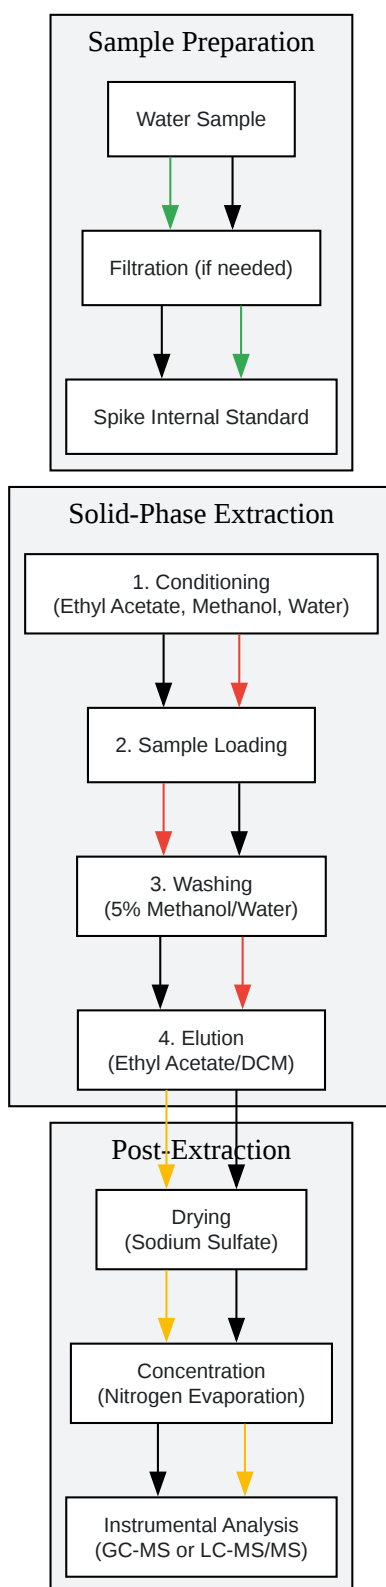 Sample Preparation
Water Sample
Filtration (if needed)
Spike Internal Standard
Solid-Phase Extraction
1. Conditioning
(Ethyl Acetate, Methanol, Water)
2. Sample Loading
3. Washing
(5% Methanol/Water)
4. Elution
(Ethyl Acetate/DCM)
Post-Extraction
Drying
(Sodium Sulfate)
Concentration
(Nitrogen Evaporation)
Instrumental Analysis
(GC-MS or LC-MS/MS)